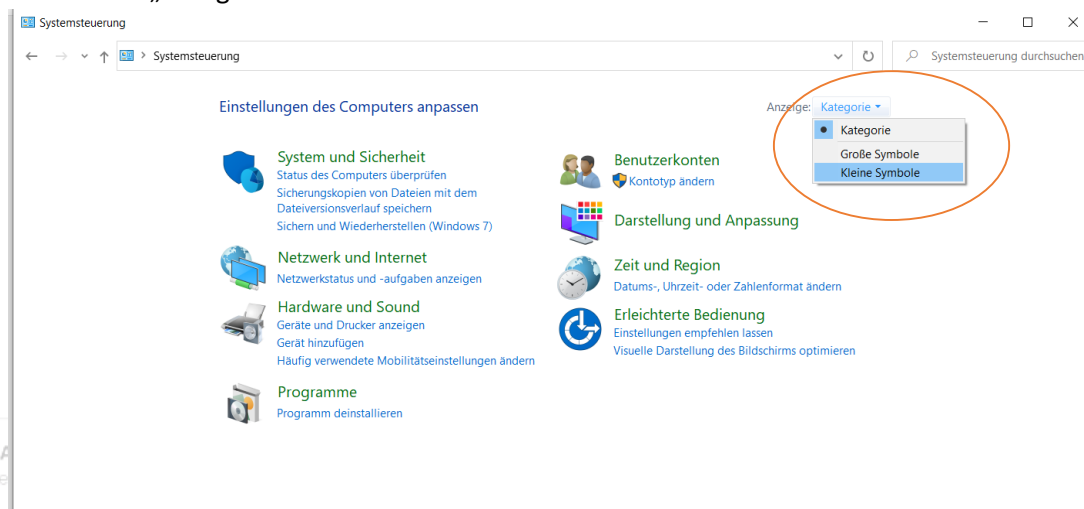 Systemsteuerung
Systemsteuerung
Systemsteuerung durchsuchen
Einstellungen des Computers anpassen
Anzeige: Kategorie
Kategorie
Große Symbole
Kleine Symbole
System und Sicherheit
Status des Computers überprüfen
Sicherungskopien von Dateien mit dem
Dateiversionsverlauf speichern
Sichern und Wiederherstellen (Windows 7)
Netzwerk und Internet
Netzwerkstatus und -aufgaben anzeigen
Hardware und Sound
Geräte und Drucker anzeigen
Gerät hinzufügen
Häufig verwendete Mobilitätseinstellungen ändern
Programme
Programm deinstallieren
Benutzerkonten
Kontotyp ändern
Darstellung und Anpassung
Zeit und Region
Datums-, Uhrzeit- oder Zahlenformat ändern
Erleichterte Bedienung
Einstellungen empfehlen lassen
Visuelle Darstellung des Bildschirms optimieren